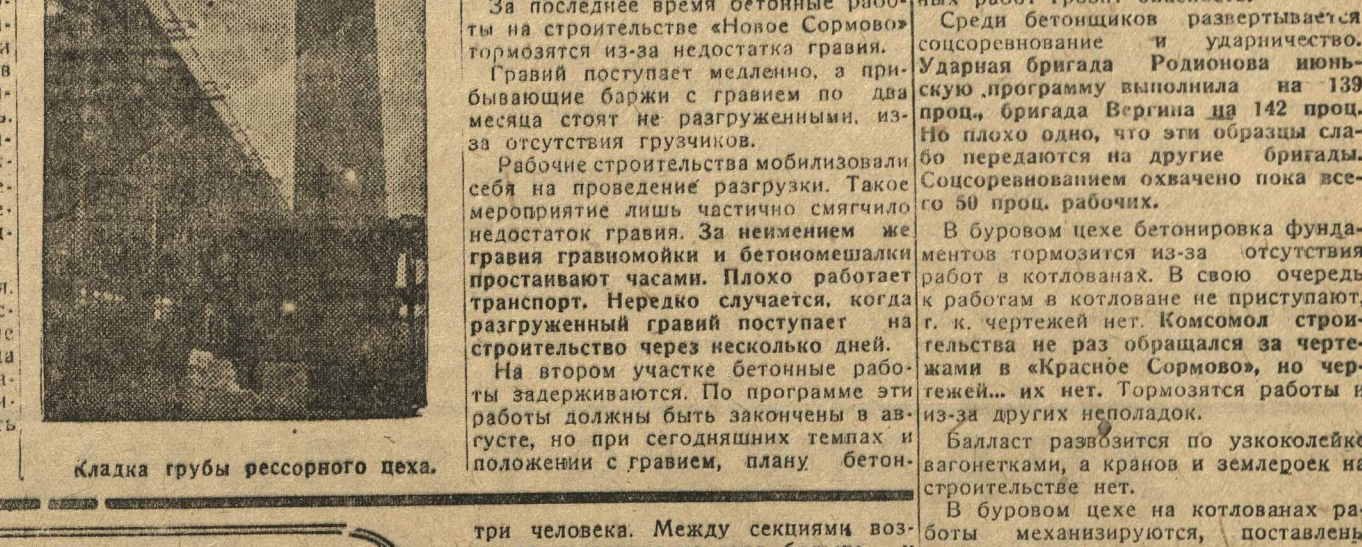 Кладка трубы рессорного цеха.
За последнее время бетонные рабо-
ты на строительстве «Новое Сормово»
тормозятся из-за недостатка гравия.
Гравий поступает медленно, а при-
бывающие баржи с гравием по два
месяца стоят не разгруженными, из-
за отсутствия грузчиков.
Рабочие строительства мобилизовали
себя на проведение разгрузки. Такое
мероприятие лишь частично смягчило
недостаток гравия. За неимением же
гравия гравиомойки и бетономешалки
простаивают часами. Плохо работает
транспорт. Нередко случается, когда
разгруженный гравий поступает на
строительство через несколько дней.
На втором участке бетонные рабо-
ты задерживаются. По программе эти
работы должны быть закончены в ав-
густе, но при сегодняшних темпах и
положении с гравием, плану бетон-
ных работ грозит опасность.
Среди бетонщиков развертывается
соцсоревнование и ударничество.
Ударная бригада Родионова июнь-
скую программу выполнила на 139
проц., бригада Вергина на 142 проц.
Но плохо одно, что эти образцы сла-
бо передаются на другие бригады.
Соцсоревнованием охвачено пока все-
го 50 проц. рабочих.
В буровом цехе бетонировка фунда-
ментов тормозится из-за отсутствия
работ в котлованах. В свою очередь
к работам в котловане не приступают,
т. к. чертежей нет. Комсомол строи-
тельства не раз обращался за черте-
жами в «Красное Сормово», но чер-
тежей... их нет. Тормозятся работы и
из-за других неполадок.
Балласт развозится по узкоколейке
вагонетками, а кранов и землероек на
строительстве нет.
В буровом цехе на котлованах ра-
боты механизируются, поставлены
три человека. Между секциями воз-